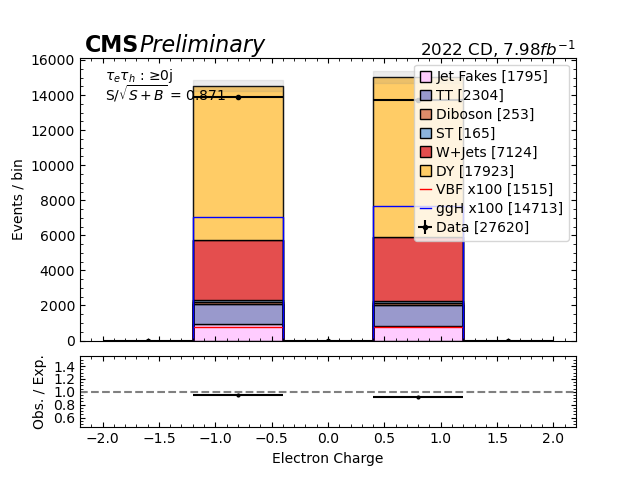 CMS Preliminary
2022 CD, 7.98fb⁻¹
τₑτₕ : ≥0j
S/√S + B = 0.871
Jet Fakes [1795]
TT [2304]
Diboson [253]
ST [165]
W+Jets [7124]
DY [17923]
VBF x100 [1515]
ggH x100 [14713]
Data [27620]
Events / bin
16000
14000
12000
10000
8000
6000
4000
2000
0
Obs. / Exp.
1.4
1.2
1.0
0.8
0.6
−2.0 −1.5 −1.0 −0.5 0.0 0.5 1.0 1.5 2.0
Electron Charge